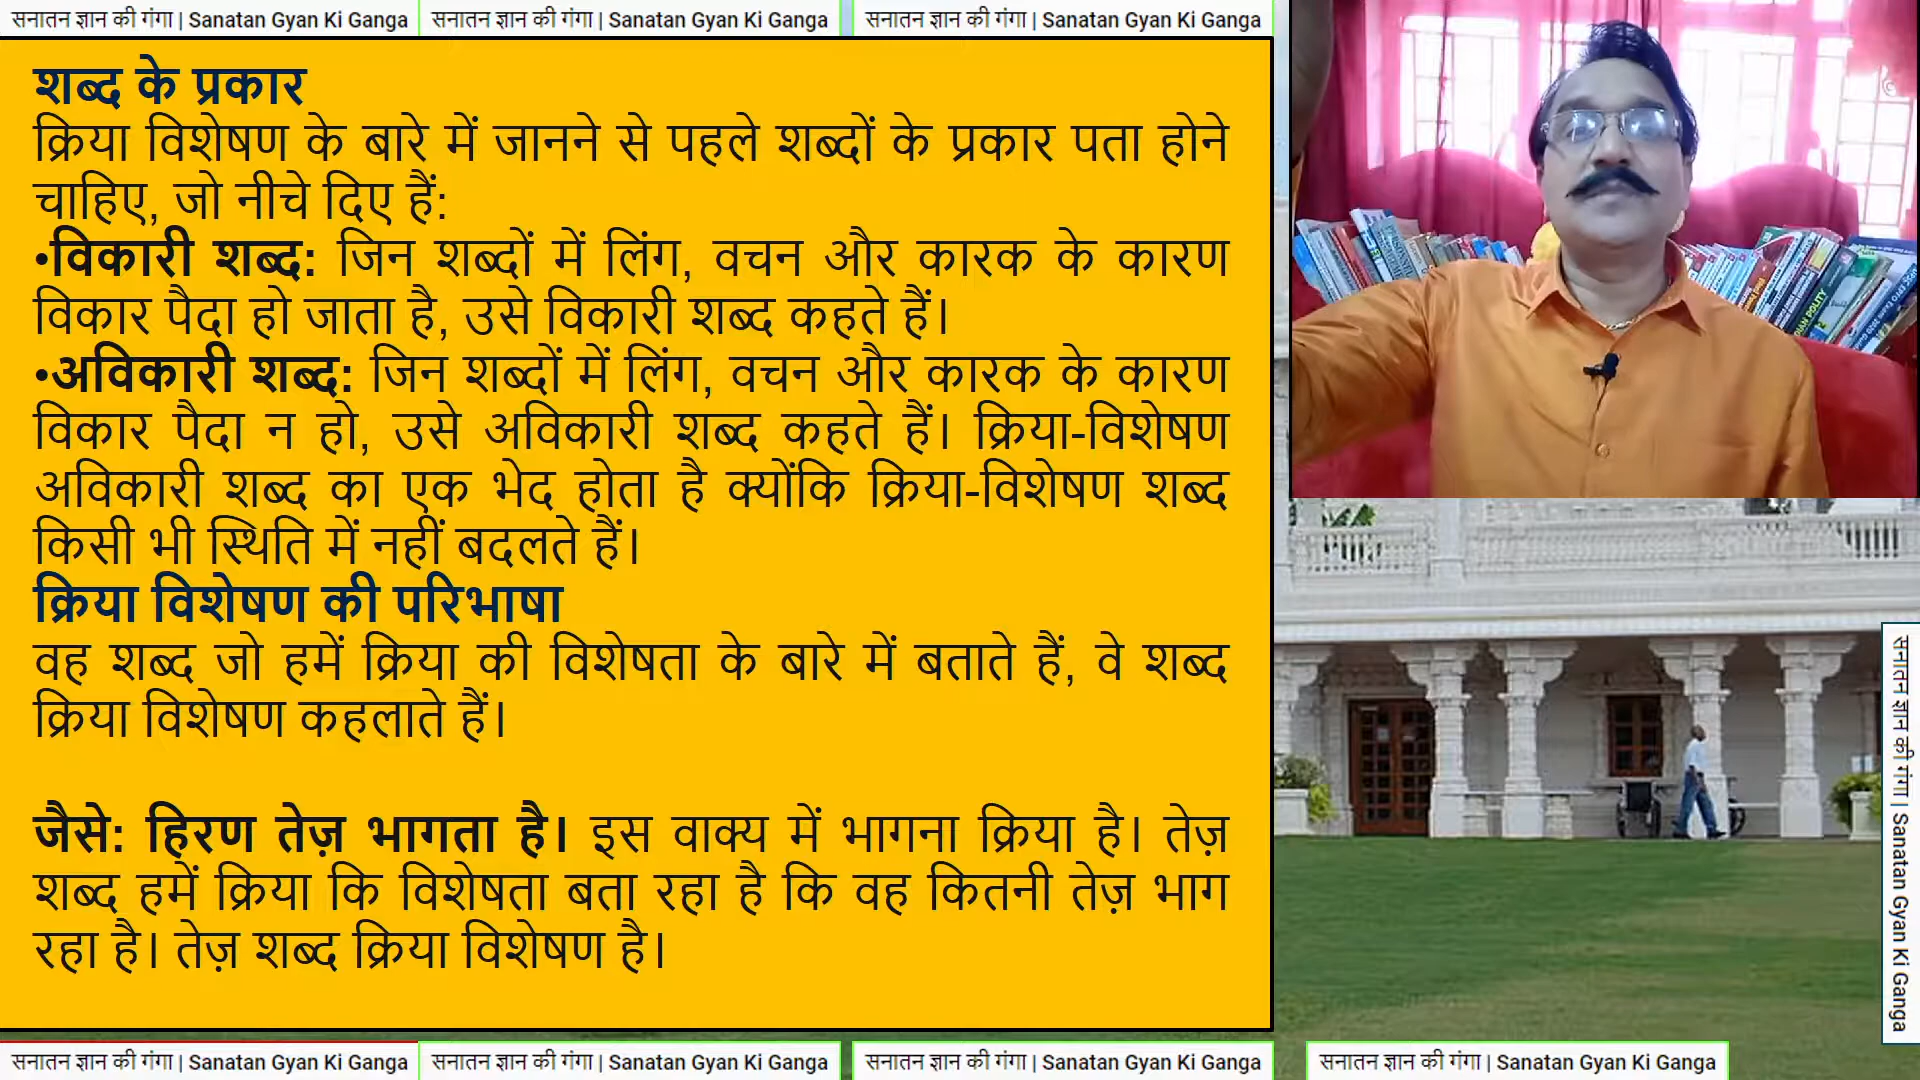 सनातन ज्ञान की गंगा | Sanatan Gyan Ki Ganga
सनातन ज्ञान की गंगा | Sanatan Gyan Ki Ganga
सनातन ज्ञान की गंगा | Sanatan Gyan Ki Ganga
शब्द के प्रकार
क्रिया विशेषण के बारे में जानने से पहले शब्दों के प्रकार पता होने
चाहिए, जो नीचे दिए हैं:
•विकारी शब्द: जिन शब्दों में लिंग, वचन और कारक के कारण
विकार पैदा हो जाता है, उसे विकारी शब्द कहते हैं।
•अविकारी शब्द: जिन शब्दों में लिंग, वचन और कारक के कारण
विकार पैदा न हो, उसे अविकारी शब्द कहते हैं। क्रिया-विशेषण
अविकारी शब्द का एक भेद होता है क्योंकि क्रिया-विशेषण शब्द
किसी भी स्थिति में नहीं बदलते हैं।
क्रिया विशेषण की परिभाषा
वह शब्द जो हमें क्रिया की विशेषता के बारे में बताते हैं, वे शब्द
क्रिया विशेषण कहलाते हैं।
जैसे: हिरण तेज़ भागता है। इस वाक्य में भागना क्रिया है। तेज़
शब्द हमें क्रिया कि विशेषता बता रहा है कि वह कितनी तेज़ भाग
रहा है। तेज़ शब्द क्रिया विशेषण है।
INDIAN POLITY
सनातन ज्ञान की गंगा | Sanatan Gyan Ki Ganga
सनातन ज्ञान की गंगा | Sanatan Gyan Ki Ganga
सनातन ज्ञान की गंगा | Sanatan Gyan Ki Ganga
सनातन ज्ञान की गंगा | Sanatan Gyan Ki Ganga
सनातन ज्ञान की गंगा | Sanatan Gyan Ki Ganga